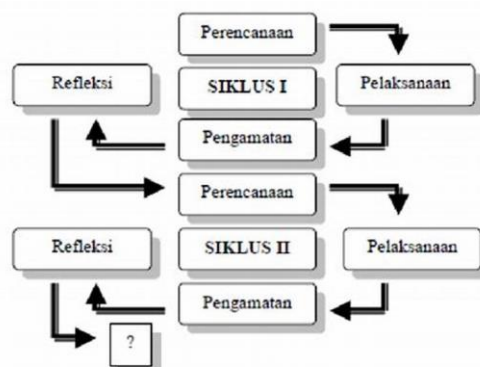 Perencanaan
Refleksi
SIKLUS I
Pelaksanaan
Pengamatan
Perencanaan
Refleksi
SIKLUS II
Pelaksanaan
Pengamatan
?